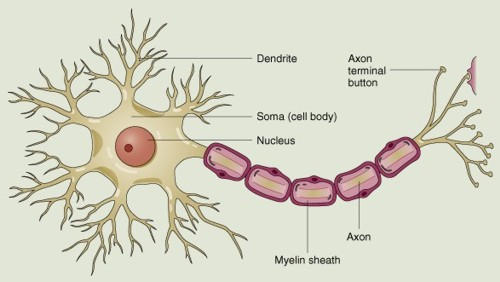 Dendrite
Axon
terminal
button
Soma (cell body)
Nucleus
Axon
Myelin sheath